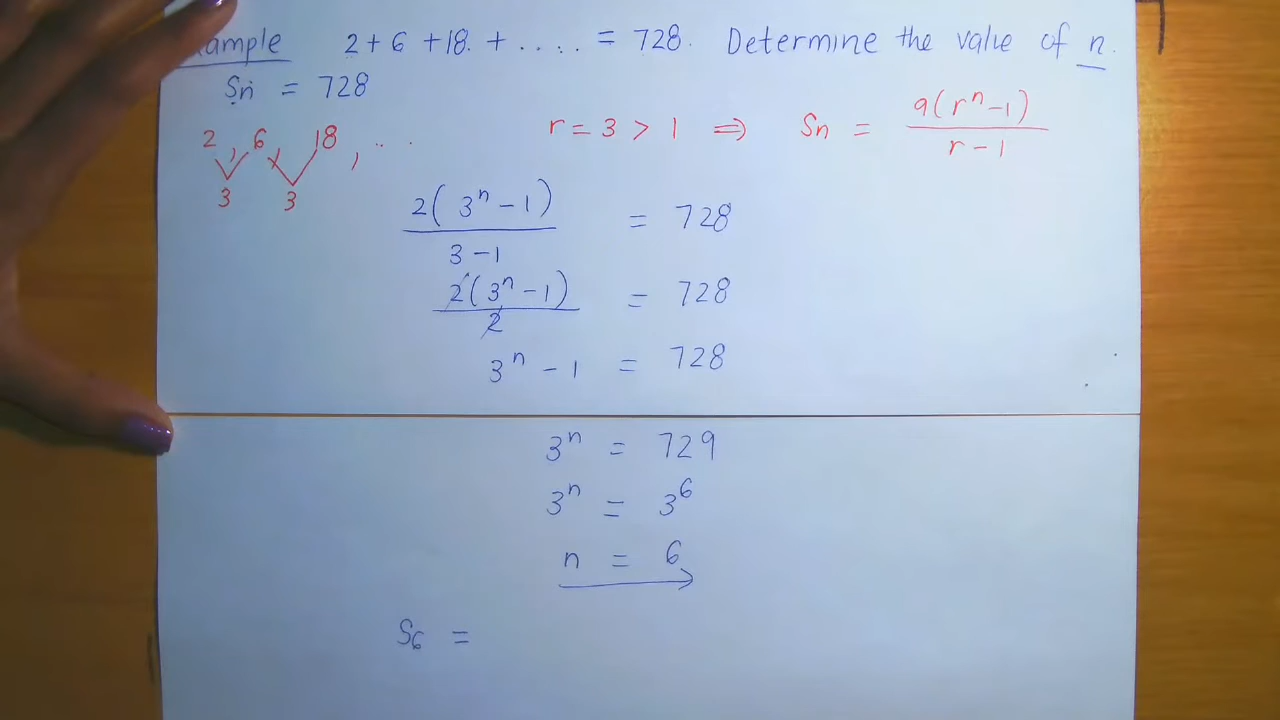 ample 2 + 6 + 18. + ..... = 728. Determine the value of n.
Sn = 728
2, 6, 18, ...
r = 3 > 1 ⇒ Sn = a(r^n - 1) / r - 1
3 3
2(3^n - 1) / 3 - 1 = 728
2(3^n - 1) / 2 = 728
3^n - 1 = 728
3^n = 729
3^n = 3^6
n = 6
S6 =